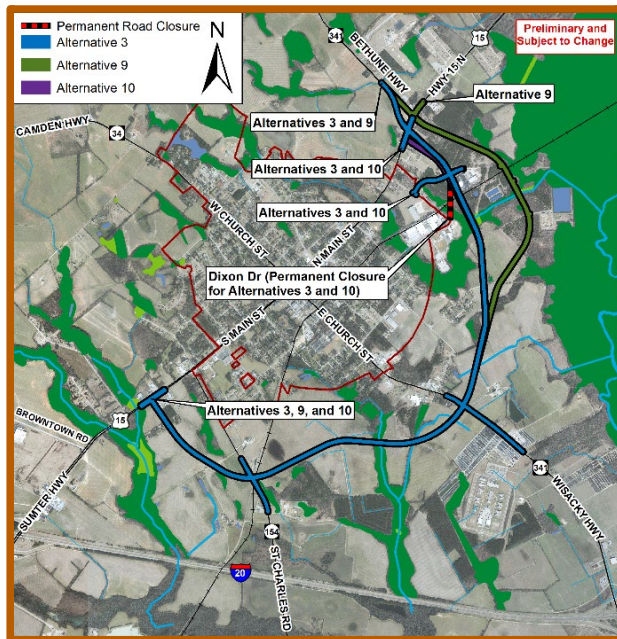 Permanent Road Closure
Alternative 3
Alternative 9
Alternative 10
N
Preliminary and
Subject to Change
341
BETHUNE HWY
15
HWY 15 N
Alternative 9
Alternatives 3 and 9
CAMDEN HWY
34
Alternatives 3 and 10
Alternatives 3 and 10
W CHURCH ST
N MAIN ST
Dixon Dr (Permanent Closure
for Alternatives 3 and 10)
S MAIN ST
E CHURCH ST
Alternatives 3, 9, and 10
15
BROWNTOWN RD
SUMTER HWY
341
WISACKY HWY
154
ST CHARLES RD
20